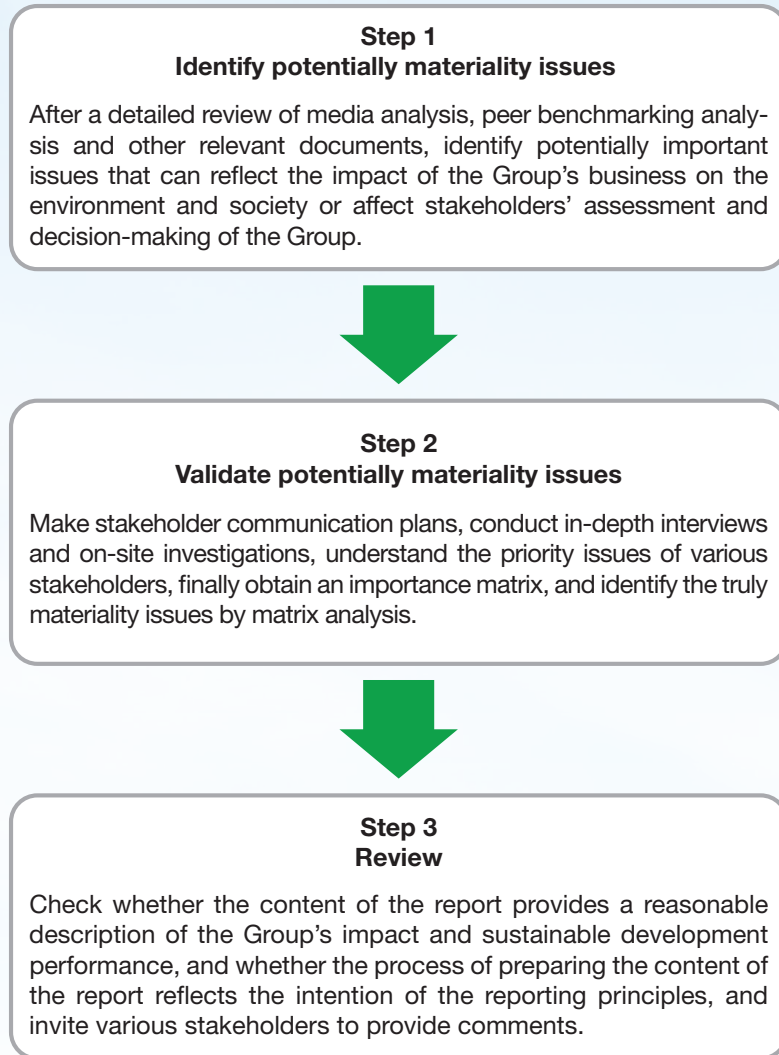 Step 1
Identify potentially materiality issues
After a detailed review of media analysis, peer benchmarking analy-
sis and other relevant documents, identify potentially important
issues that can reflect the impact of the Group's business on the
environment and society or affect stakeholders' assessment and
decision-making of the Group.
Step 2
Validate potentially materiality issues
Make stakeholder communication plans, conduct in-depth interviews
and on-site investigations, understand the priority issues of various
stakeholders, finally obtain an importance matrix, and identify the truly
materiality issues by matrix analysis.
Step 3
Review
Check whether the content of the report provides a reasonable
description of the Group's impact and sustainable development
performance, and whether the process of preparing the content of
the report reflects the intention of the reporting principles, and
invite various stakeholders to provide comments.